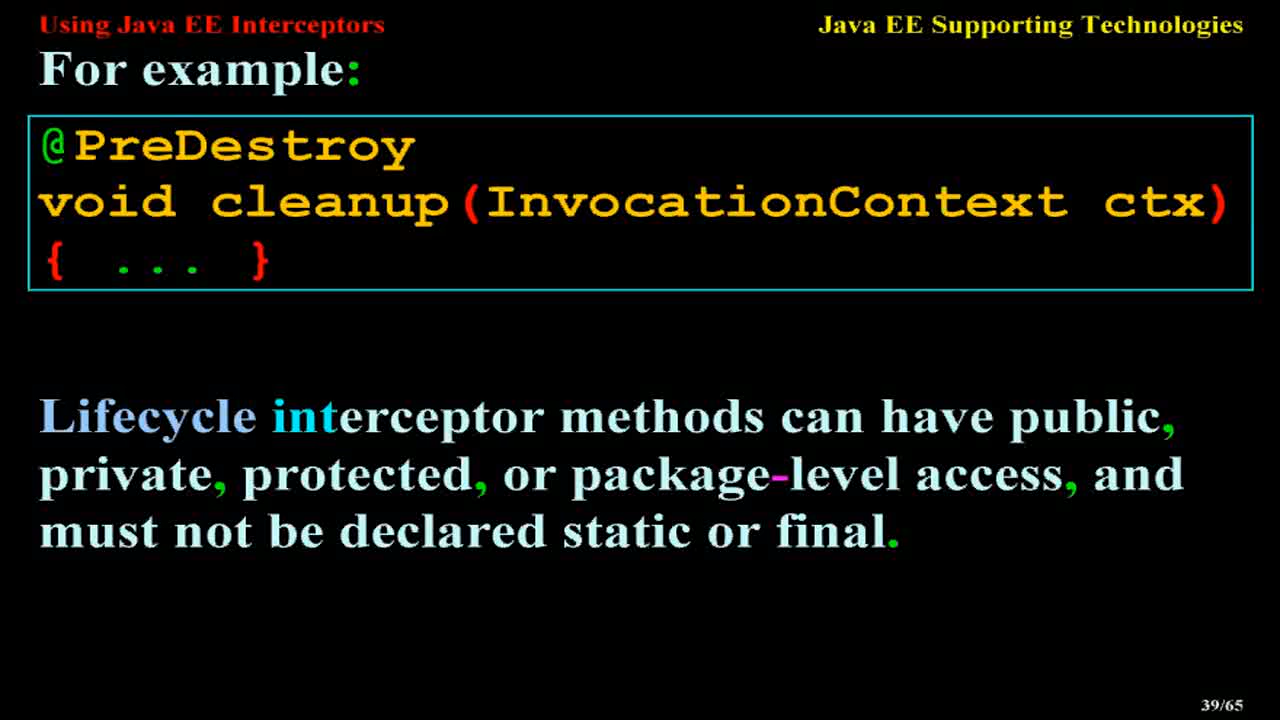 Using Java EE Interceptors
Java EE Supporting Technologies
For example:
@PreDestroy
void cleanup(InvocationContext ctx)
{ ... }
Lifecycle interceptor methods can have public,
private, protected, or package-level access, and
must not be declared static or final.
39/65